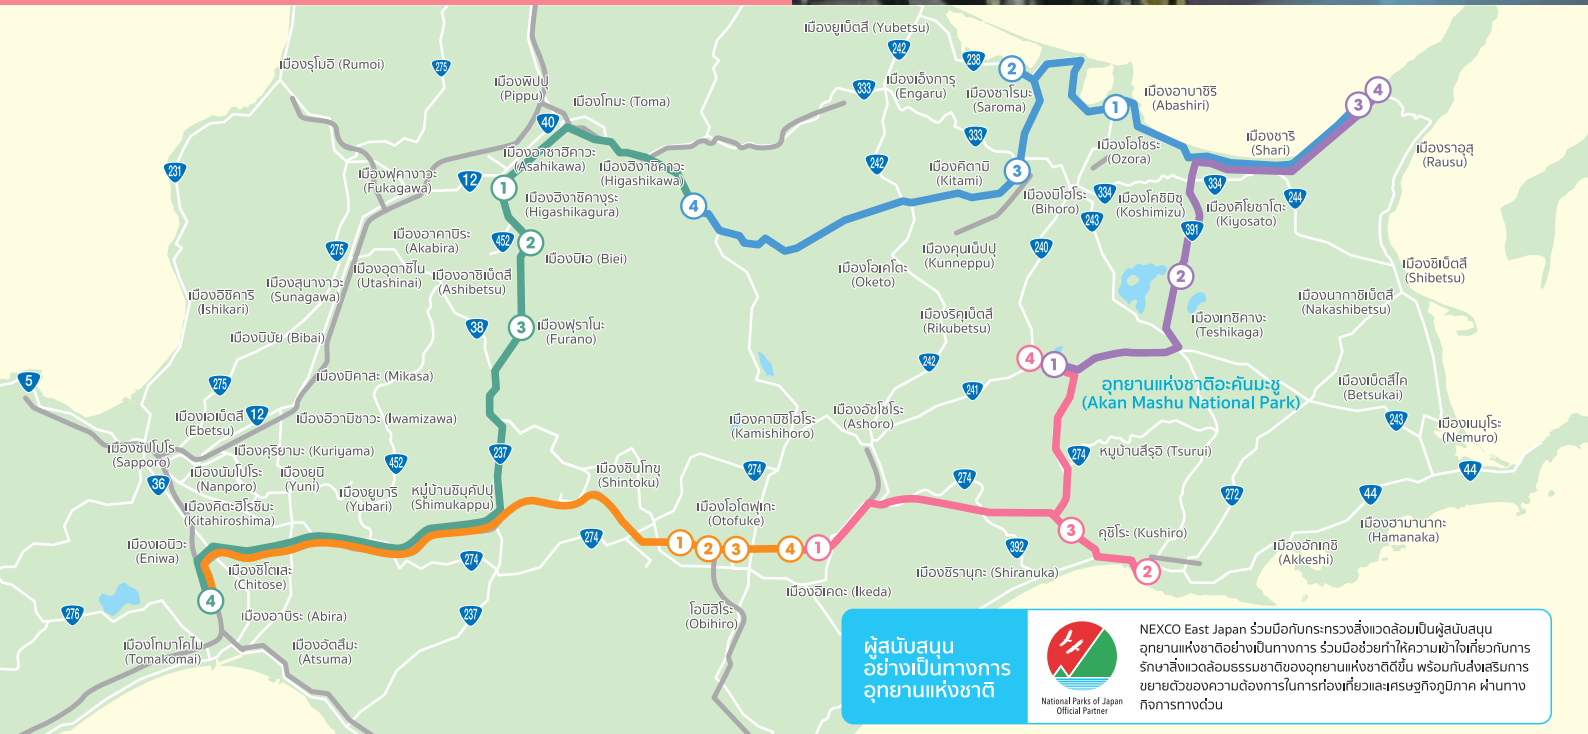 เมืองยูเบ็ตสึ (Yubetsu)
242
238
2
4
3
เมืองรุโมอิ (Rumoi)
275
เมืองพิปปุ
(Pippu)
เมืองโทมะ (Toma)
333
เมืองเอ็งการุ
(Engaru)
เมืองซาโรมะ
(Saroma)
1
เมืองอาบาชิริ
(Abashiri)
40
333
เมืองโอโซระ
(Ozora)
เมืองชาริ
(Shari)
เมืองราอุสุ
(Rausu)
231
เมืองฟุคางาวะ
(Fukagawa)
12
เมืองอาซาฮิคาวะ
(Asahikawa)
เมืองฮิงาชิคาวะ
(Higashikawa)
242
เมืองคิตามิ
(Kitami)
3
1
เมืองฮิงาชิคางุระ
(Higashikagura)
4
เมืองบิโฮโระ
(Bihoro)
334
เมืองโคชิมิซุ
(Koshimizu)
334
244
เมืองคิโยซาโตะ
(Kiyosato)
243
391
เมืองอาคาบิระ
(Akabira)
452
2
เมืองบิเอ (Biei)
275
เมืองคุนเน็ปปุ
(Kunneppu)
240
เมืองอุตาชิไน
(Utashinai)
เมืองอาชิเบ็ตสึ
(Ashibetsu)
เมืองโอเคโตะ
(Oketo)
2
เมืองชิเบ็ตสึ
(Shibetsu)
เมืองสุนางาวะ
(Sunagawa)
เมืองอิชิคาริ
(Ishikari)
เมืองนากาชิเบ็ตสึ
(Nakashibetsu)
เมืองบิบัย (Bibai)
38
3
เมืองฟุราโนะ
(Furano)
เมืองริคุเบ็ตสึ
(Rikubetsu)
เมืองเทชิคางะ
(Teshikaga)
5
275
เมืองมิคาสะ (Mikasa)
242
4
1
241
อุทยานแห่งชาติอะคันมะชู
(Akan Mashu National Park)
เมืองเบ็ตสึไค
(Betsukai)
เมืองเอเบ็ตสึ
(Ebetsu)
12
เมืองอิวามิซาวะ (Iwamizawa)
เมืองคามิชิโฮโระ
(Kamishihoro)
เมืองอัชโชโระ
(Ashoro)
243
เมืองเนมุโระ
(Nemuro)
เมืองซัปโปโร
(Sapporo)
เมืองคุริยามะ (Kuriyama)
237
452
เมืองชินโทขุ
(Shintoku)
274
274
274
หมู่บ้านสึรุอิ (Tsurui)
44
36
เมืองนัมโปโระ
(Nanporo)
เมืองยุนิ
(Yuni)
เมืองยูบาริ
(Yubari)
หมู่บ้านชิมุคัปปุ
(Shimukappu)
272
44
เมืองคิตะฮิโรชิมะ
(Kitahiroshima)
เมืองโอโตฟุเกะ
(Otofuke)
3
คุชิโระ (Kushiro)
เมืองฮามานากะ
(Hamanaka)
เมืองเอนิวะ
(Eniwa)
274
274
1
2
3
4
1
392
เมืองอักเกชิ
(Akkeshi)
เมืองชิโตเสะ
(Chitose)
เมืองชิรานุกะ (Shiranuka)
2
4
เมืองอิเคดะ (Ikeda)
276
เมืองอาบิระ (Abira)
237
โอบิฮิโระ
(Obihiro)
เมืองโทมาโคไม
(Tomakomai)
เมืองอัตสึมะ
(Atsuma)
ผู้สนับสนุน
อย่างเป็นทางการ
อุทยานแห่งชาติ
National Parks of Japan
Official Partner
NEXCO East Japan ร่วมมือกับกระทรวงสิ่งแวดล้อมเป็นผู้สนับสนุน
อุทยานแห่งชาติอย่างเป็นทางการ ร่วมมือช่วยทำให้ความเข้าใจเกี่ยวกับการ
รักษาสิ่งแวดล้อมธรรมชาติของอุทยานแห่งชาติดีขึ้น พร้อมกับส่งเสริมการ
ขยายตัวของความต้องการในการท่องเที่ยวและเศรษฐกิจภูมิภาค ผ่านทาง
กิจการทางด่วน